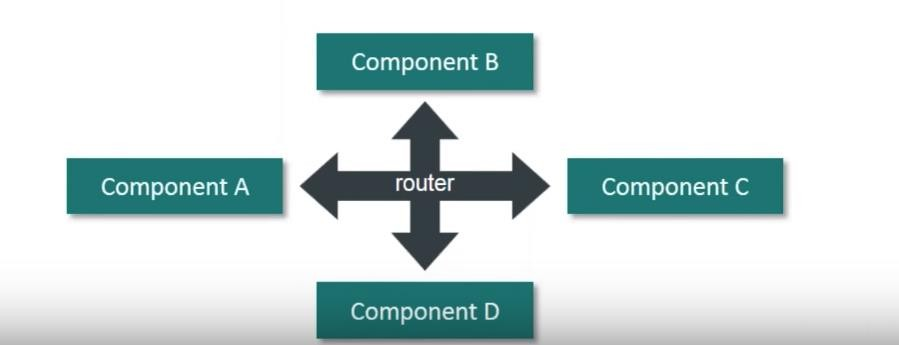 Component B
Component A
router
Component C
Component D